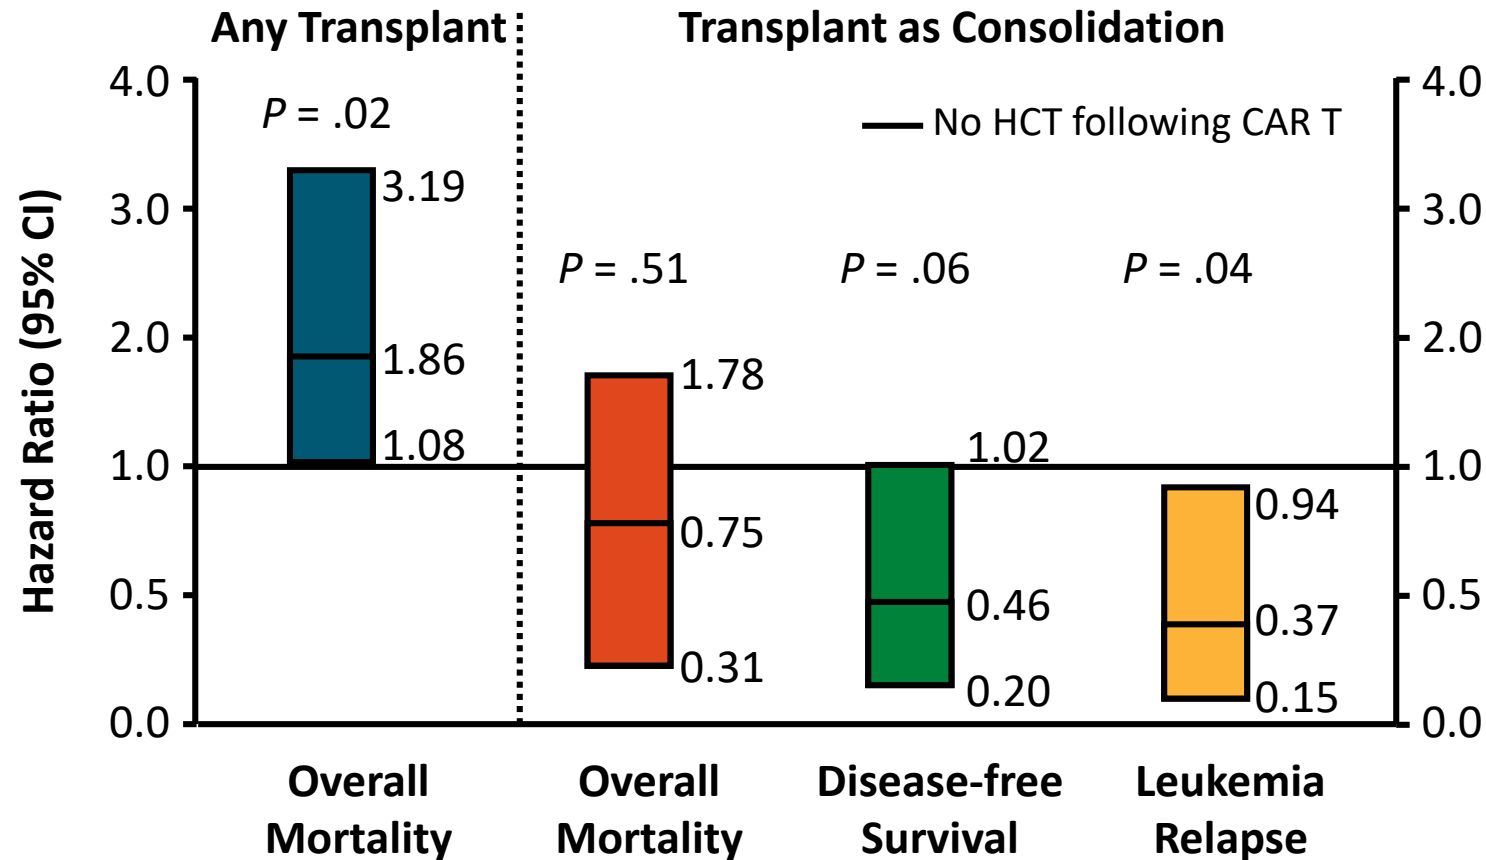 Any Transplant
Transplant as Consolidation
4.0
3.0
2.0
1.0
0.5
0.0
Hazard Ratio (95% CI)
P = .02
3.19
1.86
1.08
No HCT following CAR T
P = .51
1.78
0.75
0.31
P = .06
1.02
0.46
0.20
P = .04
0.94
0.37
0.15
4.0
3.0
2.0
1.0
0.5
0.0
Overall
Mortality
Overall
Mortality
Disease-free
Survival
Leukemia
Relapse